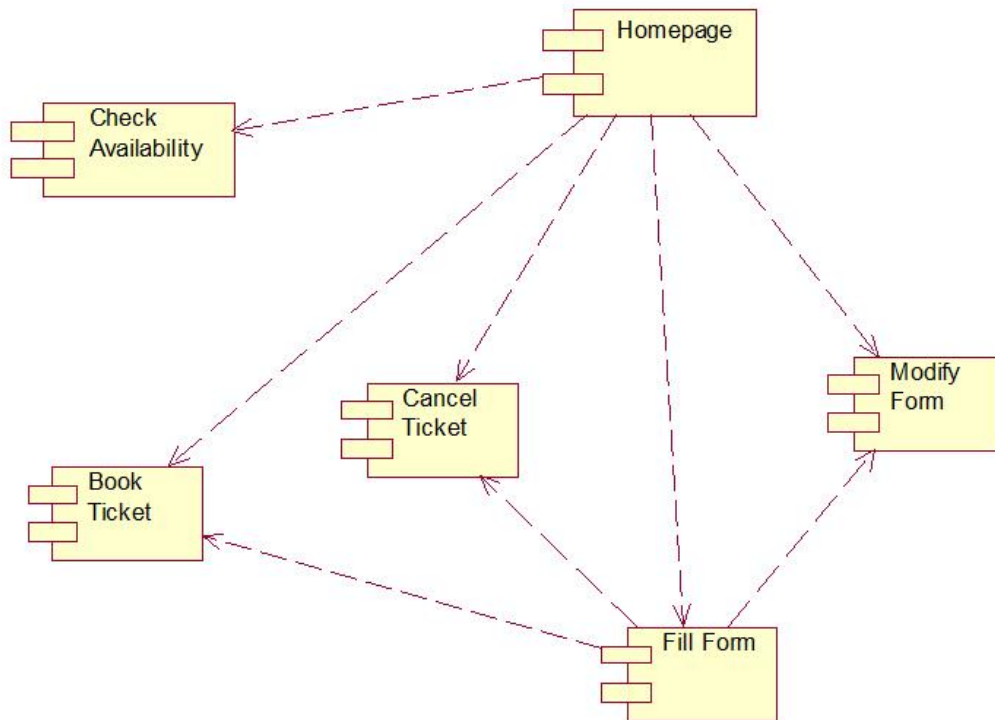 Homepage
Check
Availability
Modify
Form
Cancel
Ticket
Book
Ticket
Fill Form